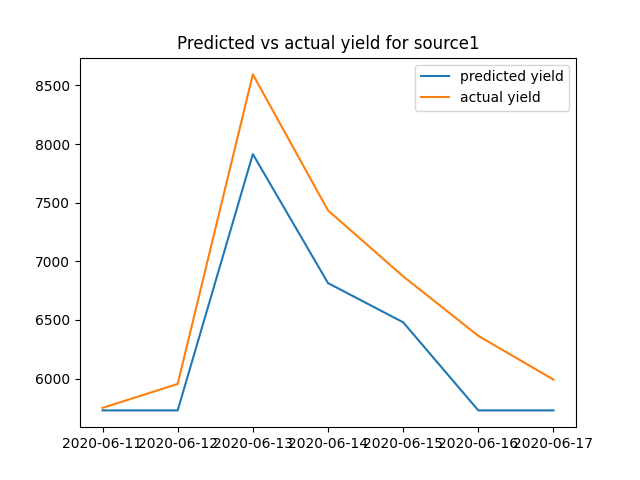 Predicted vs actual yield for source1
predicted yield
actual yield
8500
8000
7500
7000
6500
6000
2020-06-11 2020-06-12 2020-06-13 2020-06-14 2020-06-15 2020-06-16 2020-06-17